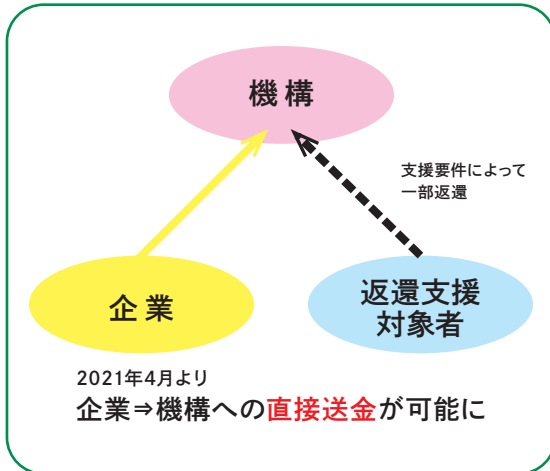 機構
支援要件によって
一部返還
企業
返還支援
対象者
2021年4月より
企業⇒機構への直接送金が可能に